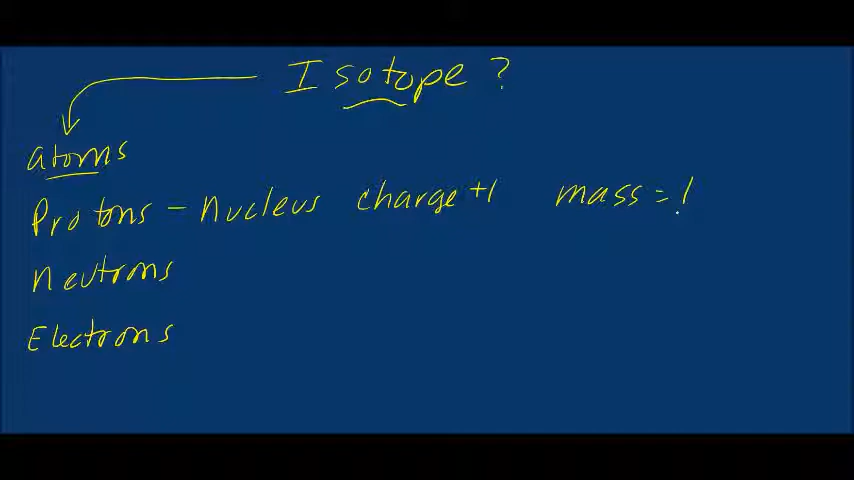 Isotope?
atoms
Protons - nucleus charge +1 mass = 1
neutrons
Electrons